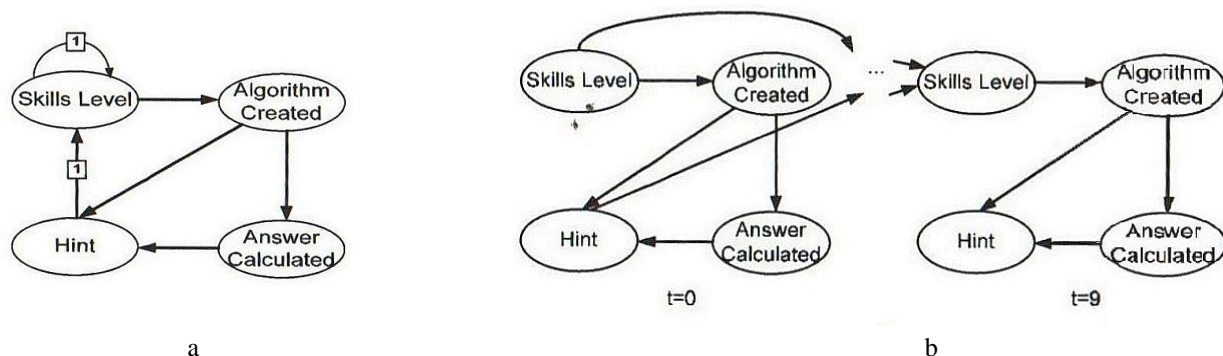 1
Skills Level
Algorithm
Created
1
Hint
Answer
Calculated
a
Skills Level
Algorithm
Created
...
Skills Level
Algorithm
Created
Hint
Answer
Calculated
Hint
Answer
Calculated
t=0
t=9
b